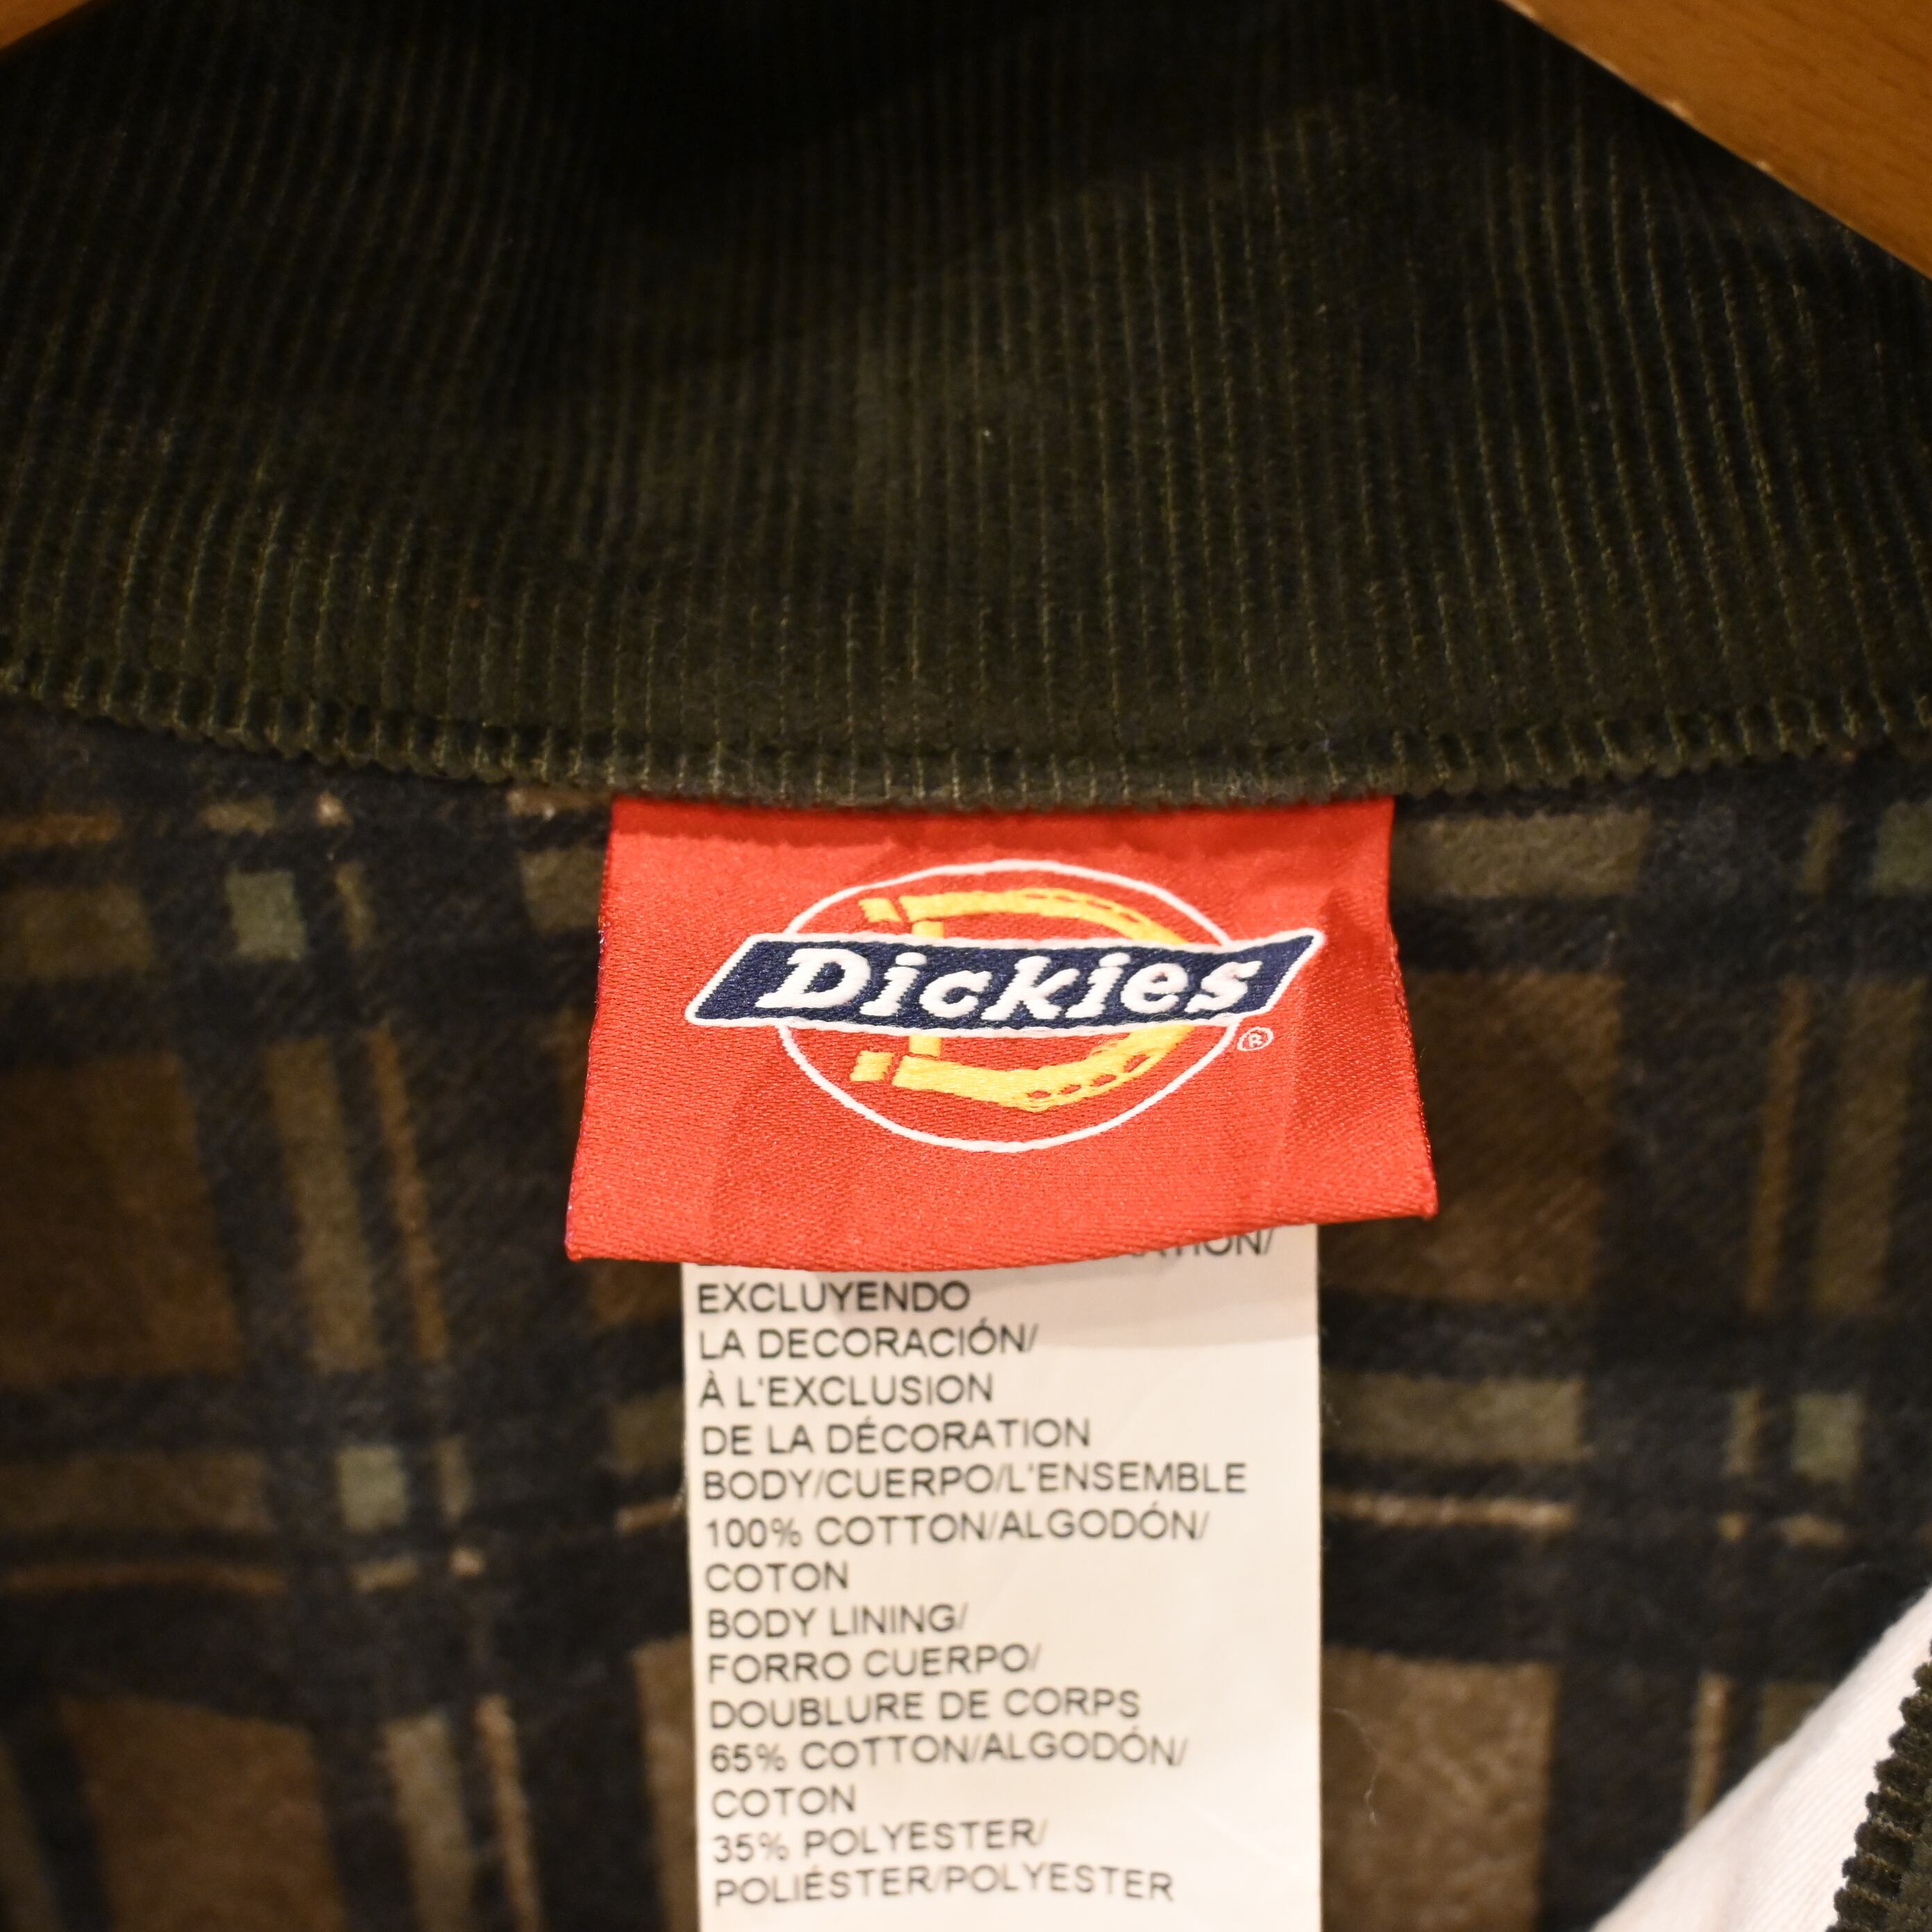 Dickies
®
EXCLUYENDO
LA DECORACIÓN/
À L'EXCLUSION
DE LA DÉCORATION
BODY/CUERPO/L'ENSEMBLE
100% COTTON/ALGODÓN/
COTON
BODY LINING/
FORRO CUERPO/
DOUBLURE DE CORPS
65% COTTON/ALGODÓN/
COTON
35% POLYESTER/
POLIÉSTER/POLYESTER